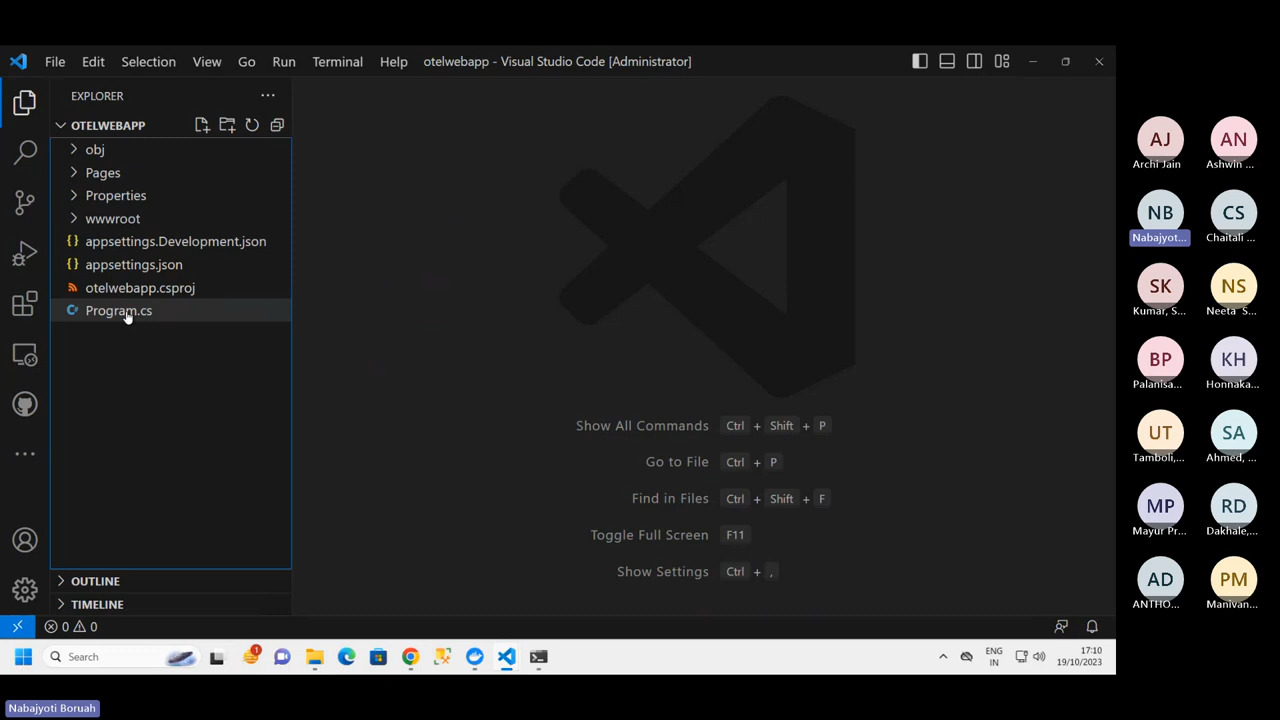 File Edit Selection View Go Run Terminal Help otelwebapp - Visual Studio Code [Administrator]
EXPLORER
OTELWEBAPP
obj
Pages
Properties
wwwroot
{} appsettings.Development.json
{} appsettings.json
otelwebapp.csproj
C# Program.cs
OUTLINE
TIMELINE
Show All Commands Ctrl + Shift + P
Go to File Ctrl + P
Find in Files Ctrl + Shift + F
Toggle Full Screen F11
Show Settings Ctrl + ,
0 0
Search
1
ENG
IN
17:10
19/10/2023
AJ
Archi Jain
AN
Ashwin ...
NB
Nabajyot...
CS
Chaitali ...
SK
Kumar, S...
NS
Neeta S...
BP
Palanisa...
KH
Honnaka...
UT
Tamboli,...
SA
Ahmed, ...
MP
Mayur Pr...
RD
Dakhale,...
AD
ANTHO...
PM
Manivan...
Nabajyoti Boruah